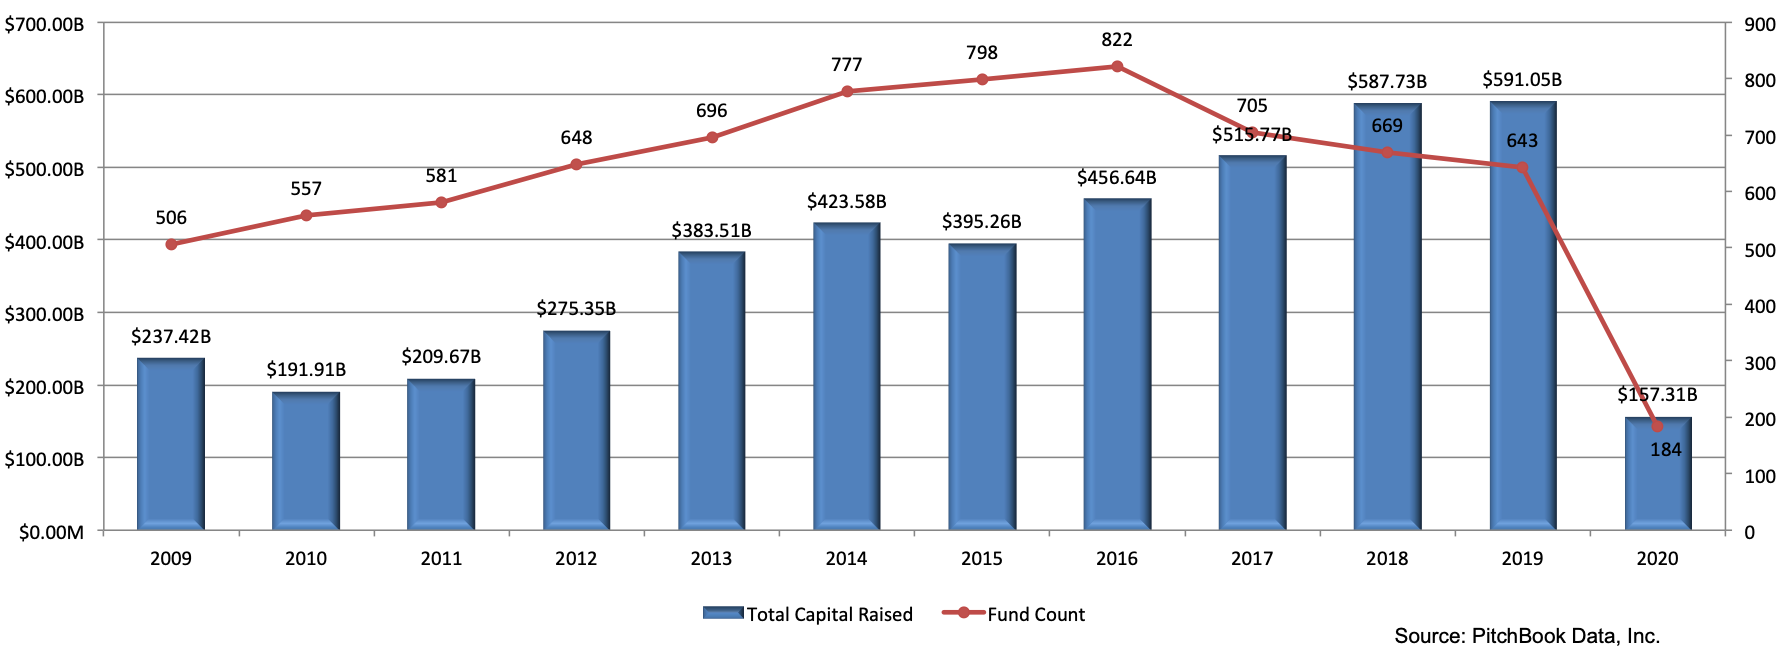 $700.00B
$600.00B
$500.00B
$400.00B
$300.00B
$200.00B
$100.00B
$0.00M
900
800
700
600
500
400
300
200
100
0
506
557
581
648
696
777
798
822
705
669
643
184
$237.42B
$191.91B
$209.67B
$275.35B
$383.51B
$423.58B
$395.26B
$456.64B
$515.77B
$587.73B
$591.05B
$157.31B
2009 2010 2011 2012 2013 2014 2015 2016 2017 2018 2019 2020
Total Capital Raised Fund Count
Source: PitchBook Data, Inc.